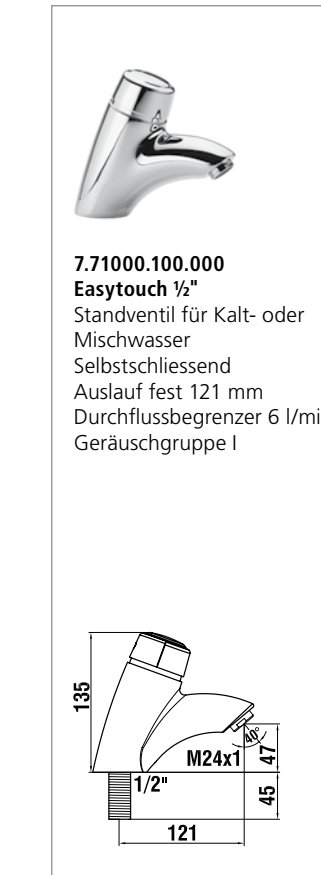 7.71000.100.000
Easytouch ½"
Standventil für Kalt- oder
Mischwasser
Selbstschliessend
Auslauf fest 121 mm
Durchflussbegrenzer 6 l/mi
Geräuschgruppe I
135
M24x1
40°
47
1/2"
45
121